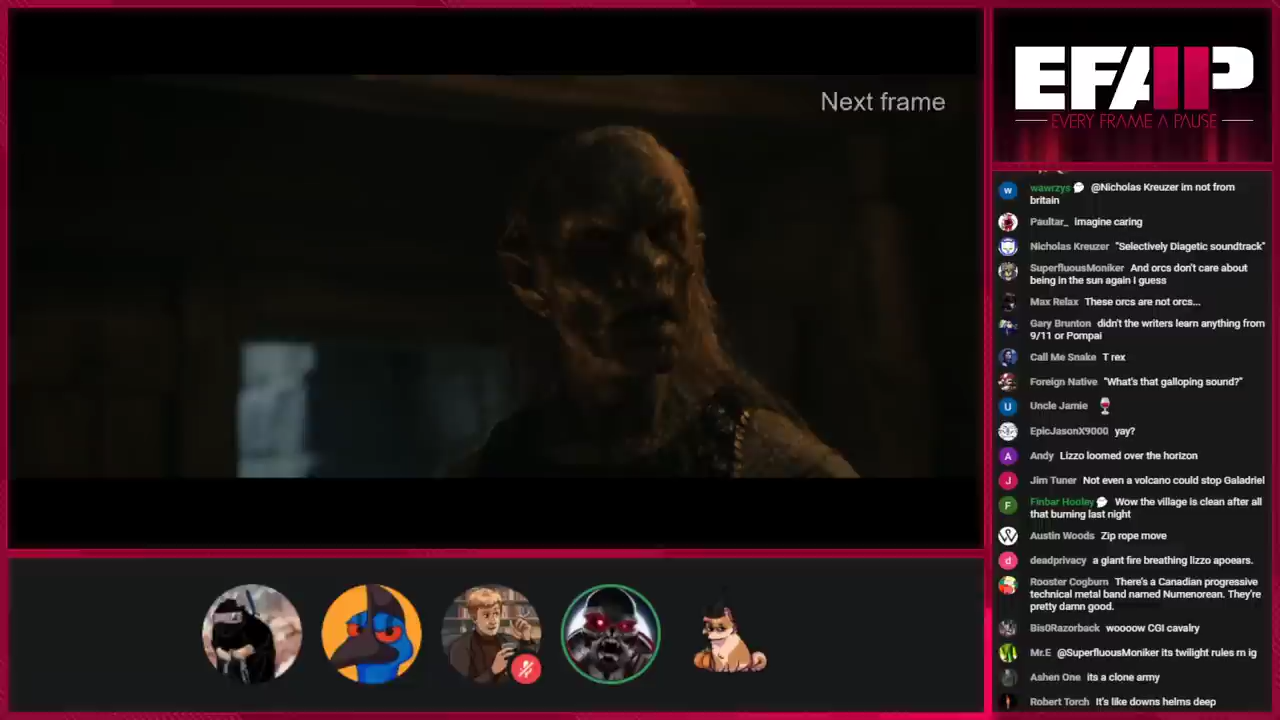 Next frame
EFAP
EVERY FRAME A PAUSE
w
wawrzys @Nicholas Kreuzer im not from
britain
Paultar_ imagine caring
Nicholas Kreuzer "Selectively Diagetic soundtrack"
SuperfluousMoniker And orcs don't care about
being in the sun again I guess
Max Relax These orcs are not orcs...
Gary Brunton didn't the writers learn anything from
9/11 or Pompai
Call Me Snake T rex
Foreign Native "What's that galloping sound?"
U
Uncle Jamie 🍷
EpicJasonX9000 yay?
A
Andy Lizzo loomed over the horizon
J
Jim Tuner Not even a volcano could stop Galadriel
F
Finbar Hooley Wow the village is clean after all
that burning last night
Austin Woods Zip rope move
d
deadprivacy a giant fire breathing lizzo apoears.
Rooster Cogburn There's a Canadian progressive
technical metal band named Numenorean. They're
pretty damn good.
Bis0Razorback woooow CGI cavalry
Mr.E @SuperfluousMoniker its twilight rules rn ig
Ashen One its a clone army
Robert Torch It's like downs helms deep